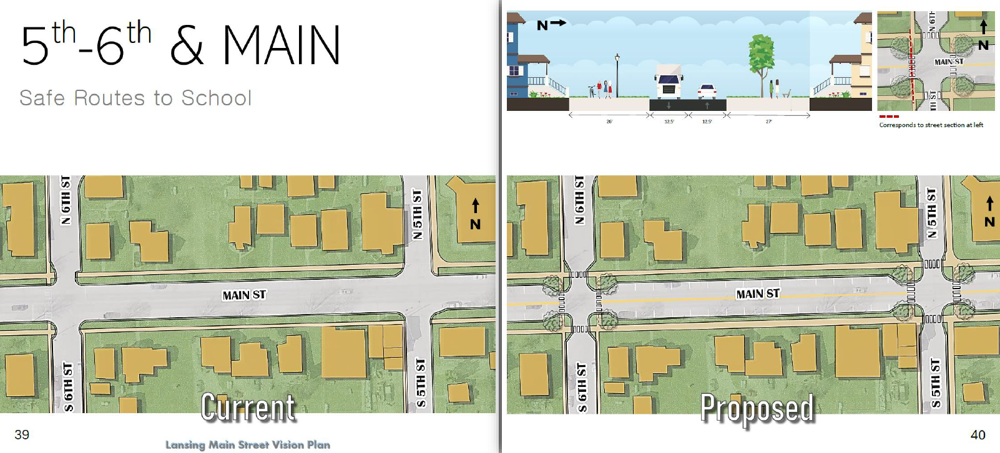 5th-6th & MAIN
Safe Routes to School
N 6TH ST
N 5TH ST
N
MAIN ST
S 6TH ST
S 5TH ST
Current
39
Lansing Main Street Vision Plan
N
26'
12.5'
12.5'
27'
N 6TH
N
MAIN ST
TH ST
Corresponds to street section at left
N 6TH ST
N 5TH ST
N
MAIN ST
S 6TH ST
S 5TH ST
Proposed
40